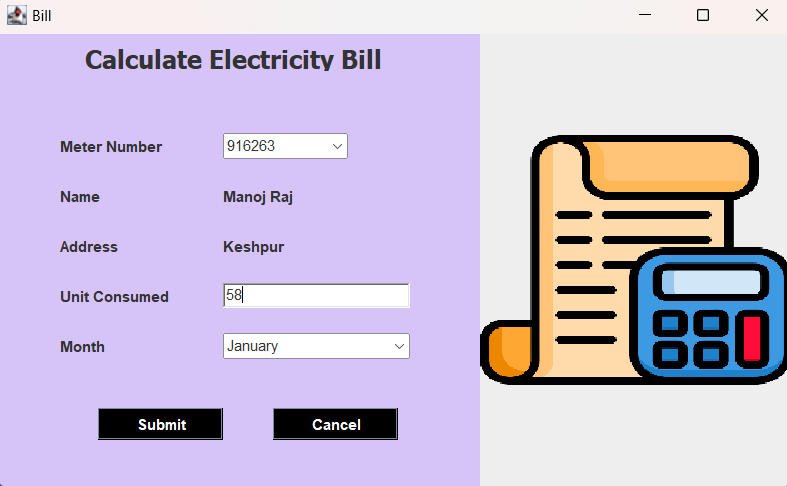 Bill
Calculate Electricity Bill
Meter Number 916263
Name Manoj Raj
Address Keshpur
Unit Consumed 58
Month January
Submit Cancel